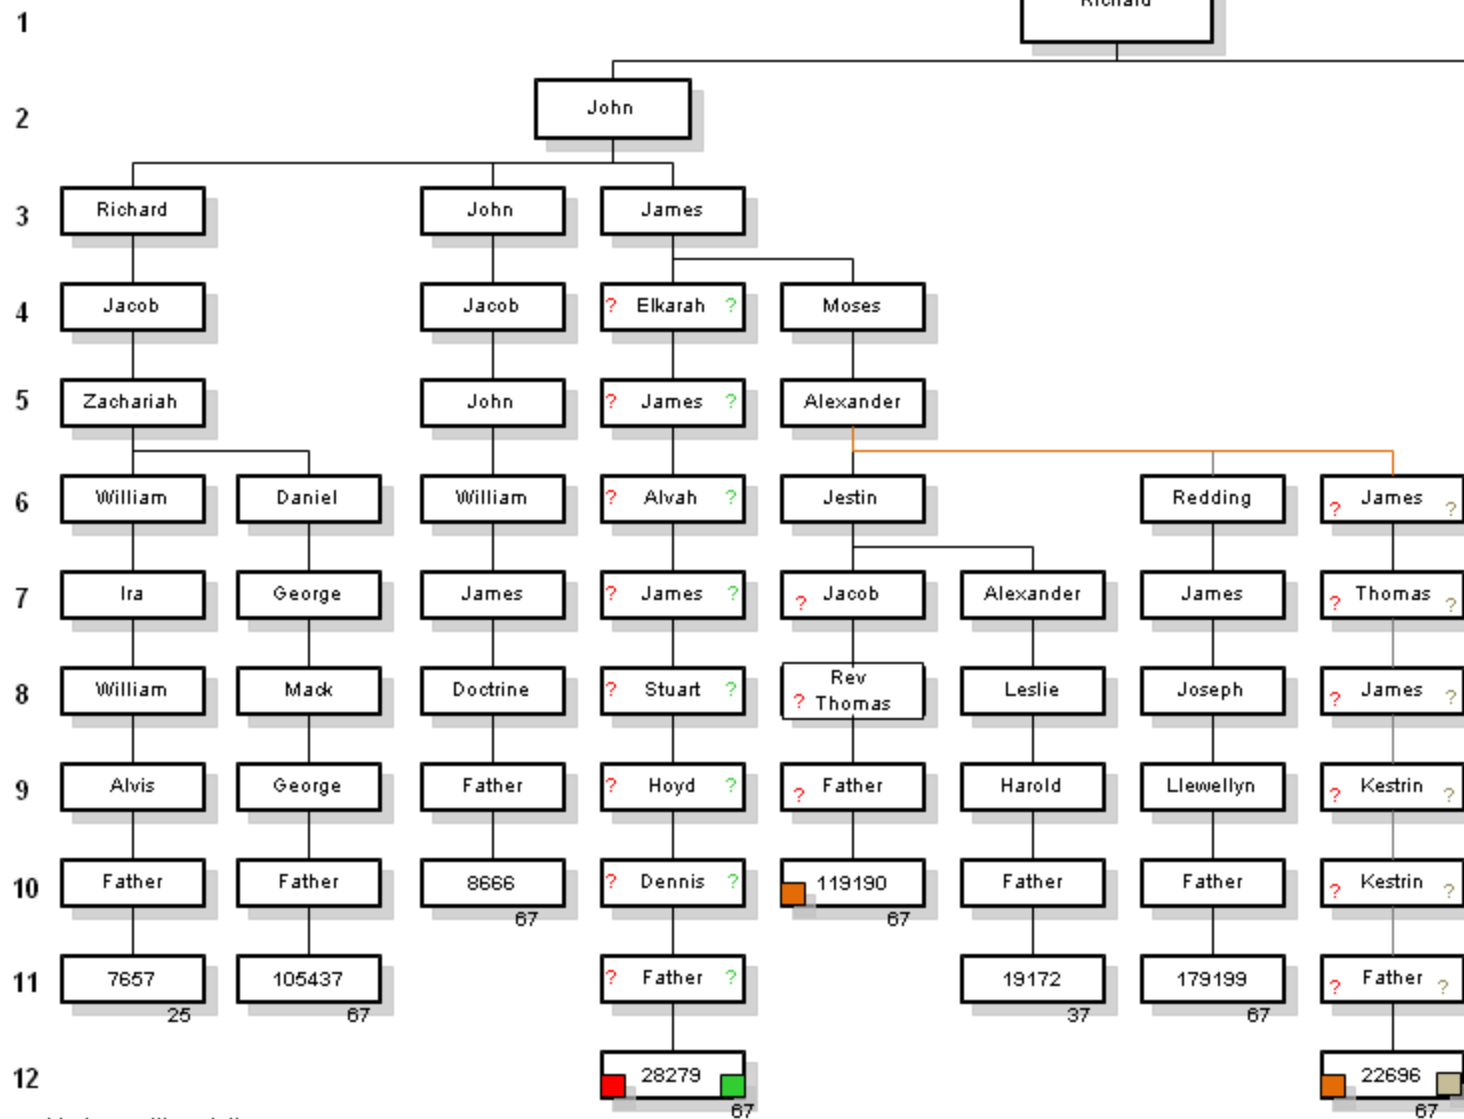 1
Richard
2
John
3
Richard John James
4
Jacob Jacob ? Elkarah ? Moses
5
Zachariah John ? James ? Alexander
6
William Daniel William ? Alvah ? Jestin Redding ? James ?
7
Ira George James ? James ? ? Jacob Alexander James ? Thomas ?
8
William Mack Doctrine ? Stuart ? Rev
? Thomas Leslie Joseph ? James ?
9
Alvis George Father ? Hoyd ? ? Father Harold Llewellyn ? Kestrin ?
10
Father Father 8666 ? Dennis ? 119190 Father Father ? Kestrin ?
67 67
11
7657 105437 ? Father ? 19172 179199 ? Father ?
25 67 37 67
12
28279 22696
67 67